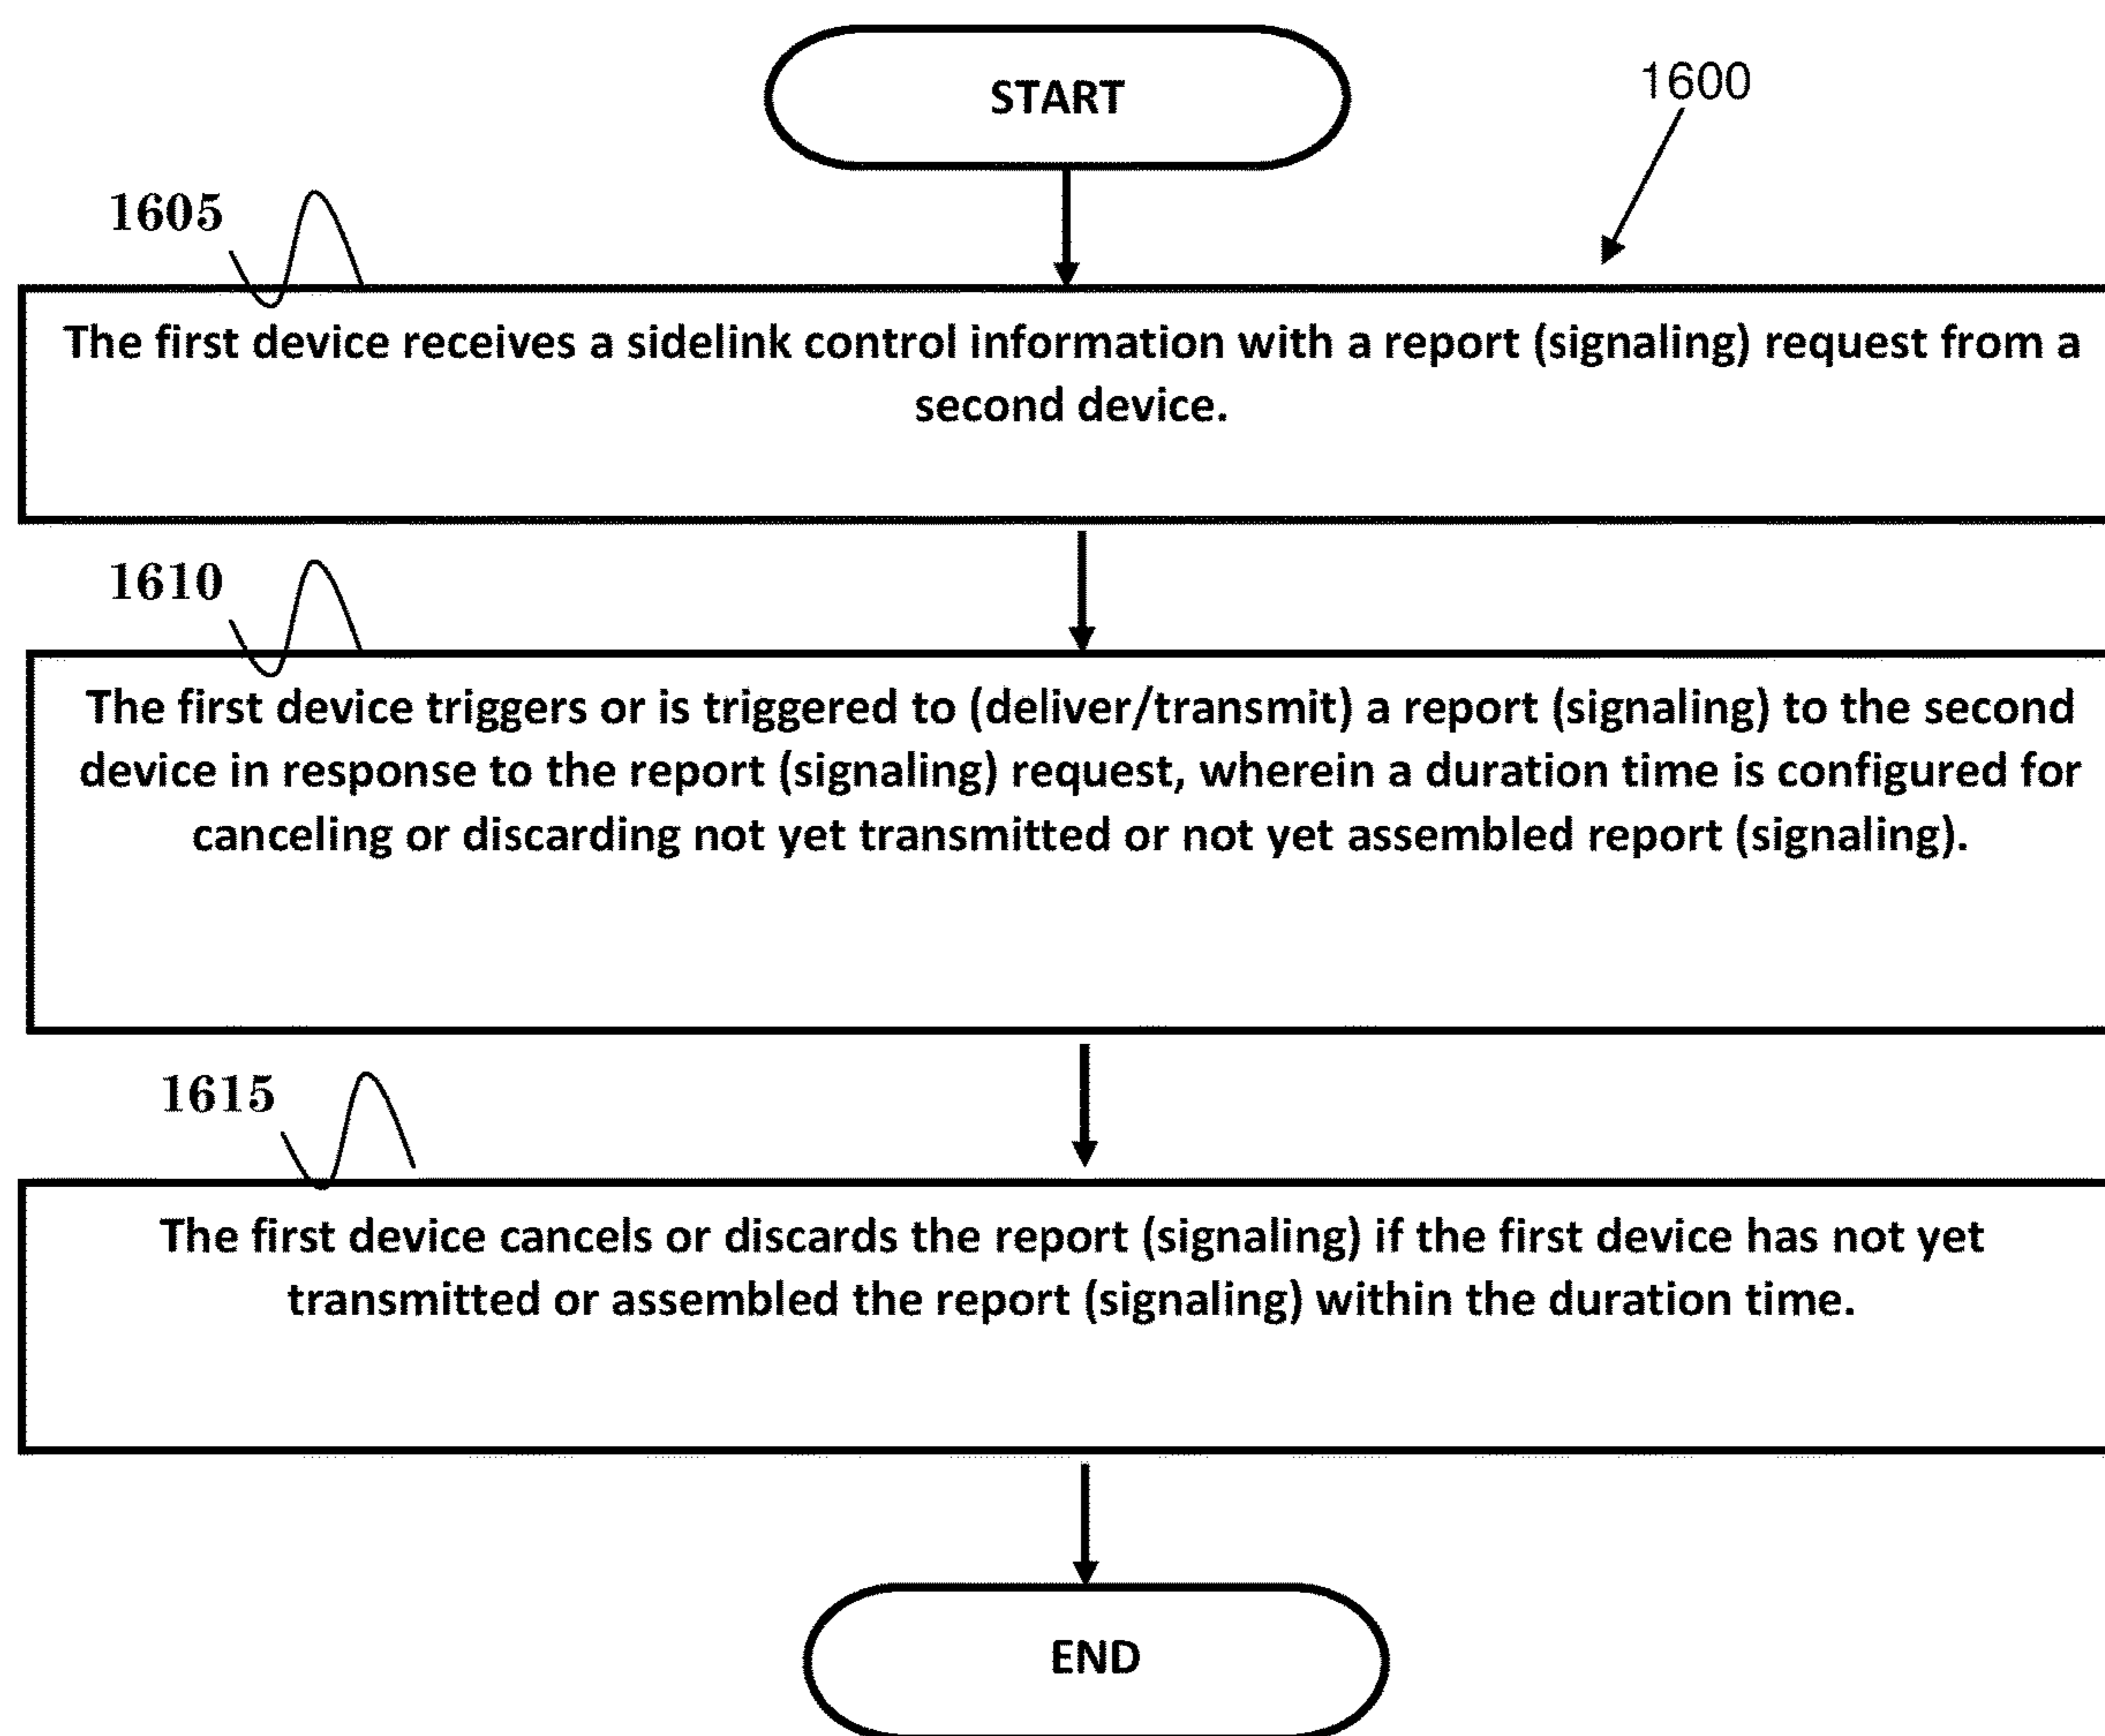 START
1600
1605
The first device receives a sidelink control information with a report (signaling) request from a
second device.
1610
The first device triggers or is triggered to (deliver/transmit) a report (signaling) to the second
device in response to the report (signaling) request, wherein a duration time is configured for
canceling or discarding not yet transmitted or not yet assembled report (signaling).
1615
The first device cancels or discards the report (signaling) if the first device has not yet
transmitted or assembled the report (signaling) within the duration time.
END